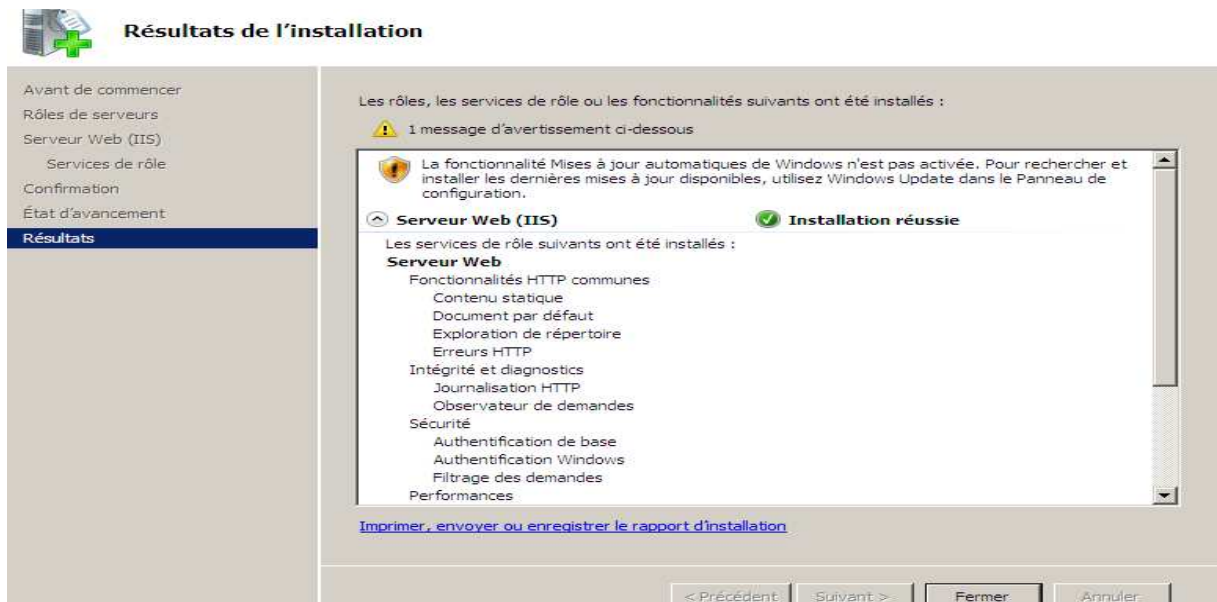 Résultats de l'installation
Avant de commencer
Rôles de serveurs
Serveur Web (IIS)
Services de rôle
Confirmation
État d'avancement
Résultats
Les rôles, les services de rôle ou les fonctionnalités suivants ont été installés :
1 message d'avertissement ci-dessous
La fonctionnalité Mises à jour automatiques de Windows n'est pas activée. Pour rechercher et
installer les dernières mises à jour disponibles, utilisez Windows Update dans le Panneau de
configuration.
Serveur Web (IIS) Installation réussie
Les services de rôle suivants ont été installés :
Serveur Web
Fonctionnalités HTTP communes
Contenu statique
Document par défaut
Exploration de répertoire
Erreurs HTTP
Intégrité et diagnostics
Journalisation HTTP
Observateur de demandes
Sécurité
Authentification de base
Authentification Windows
Filtrage des demandes
Performances
Imprimer, envoyer ou enregistrer le rapport d'installation
< Précédent Suivant > Fermer Annuler